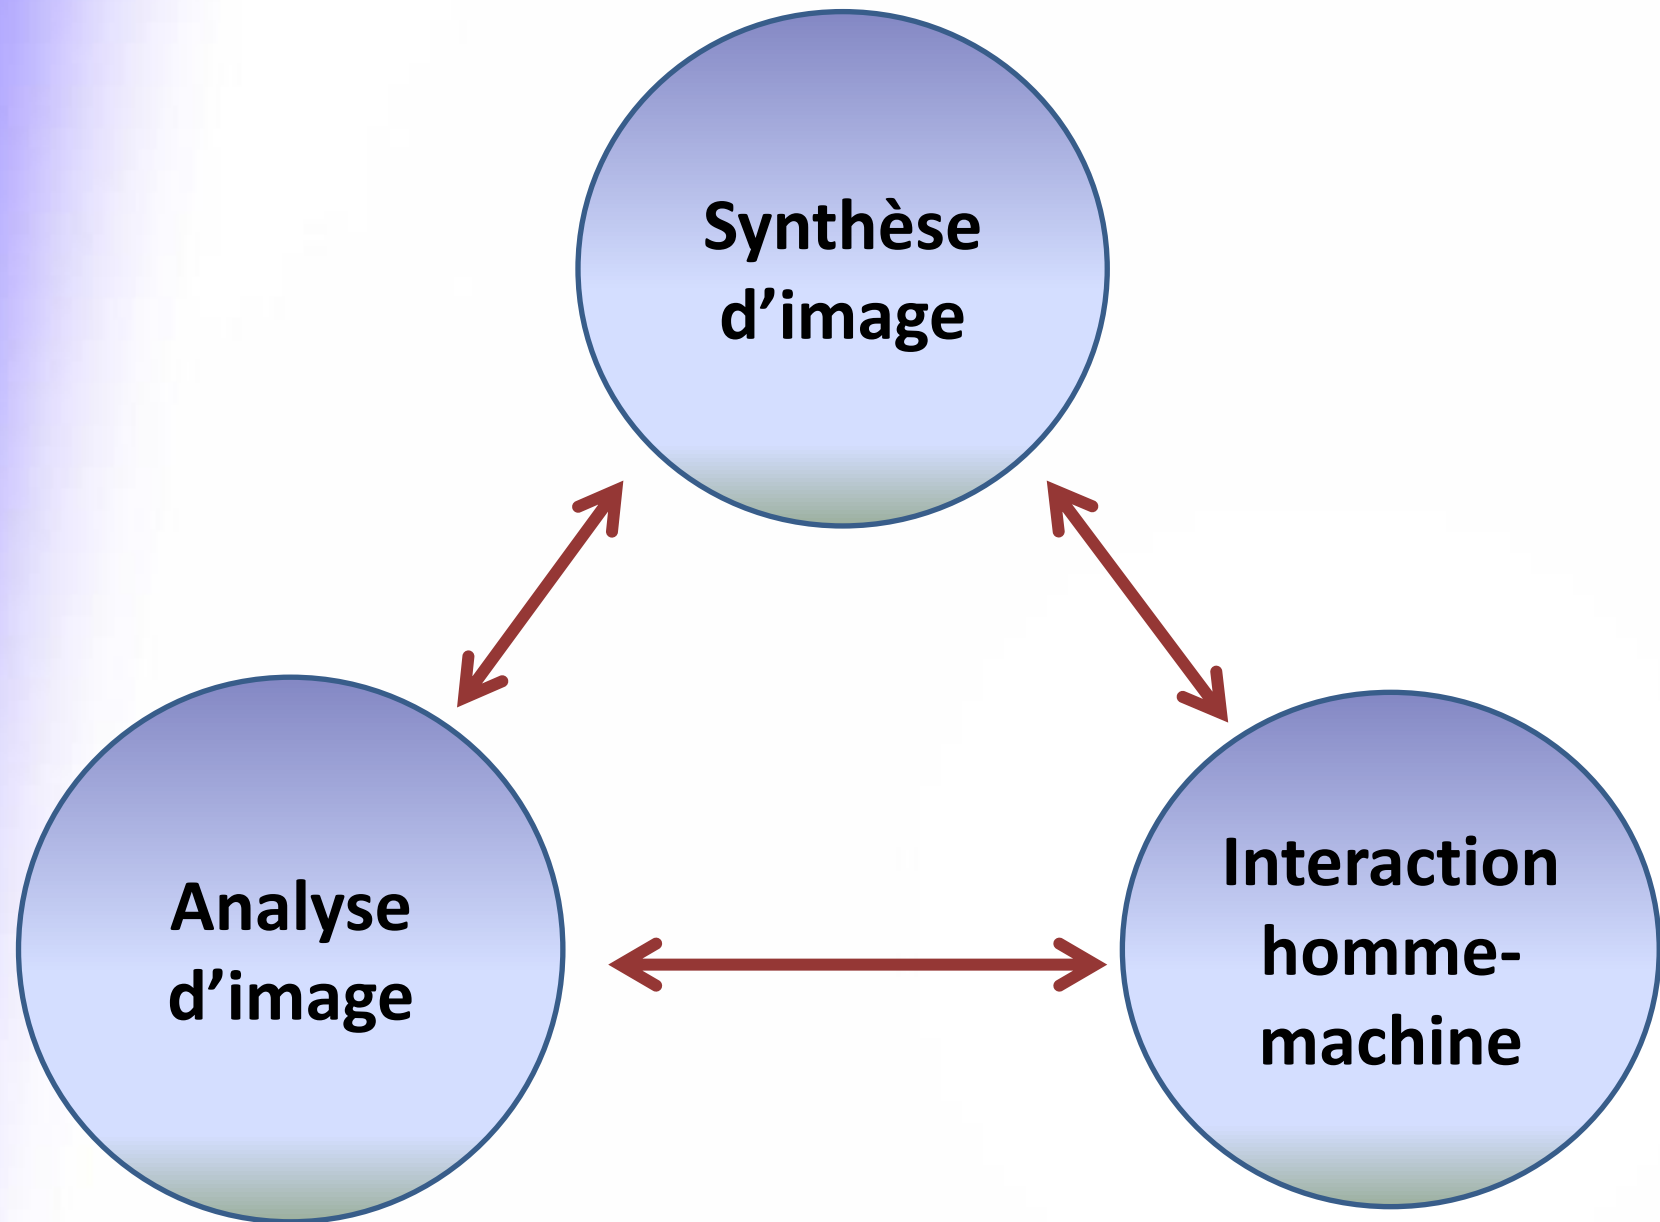 Synthèse
d’image
Analyse
d’image
Interaction
homme-
machine